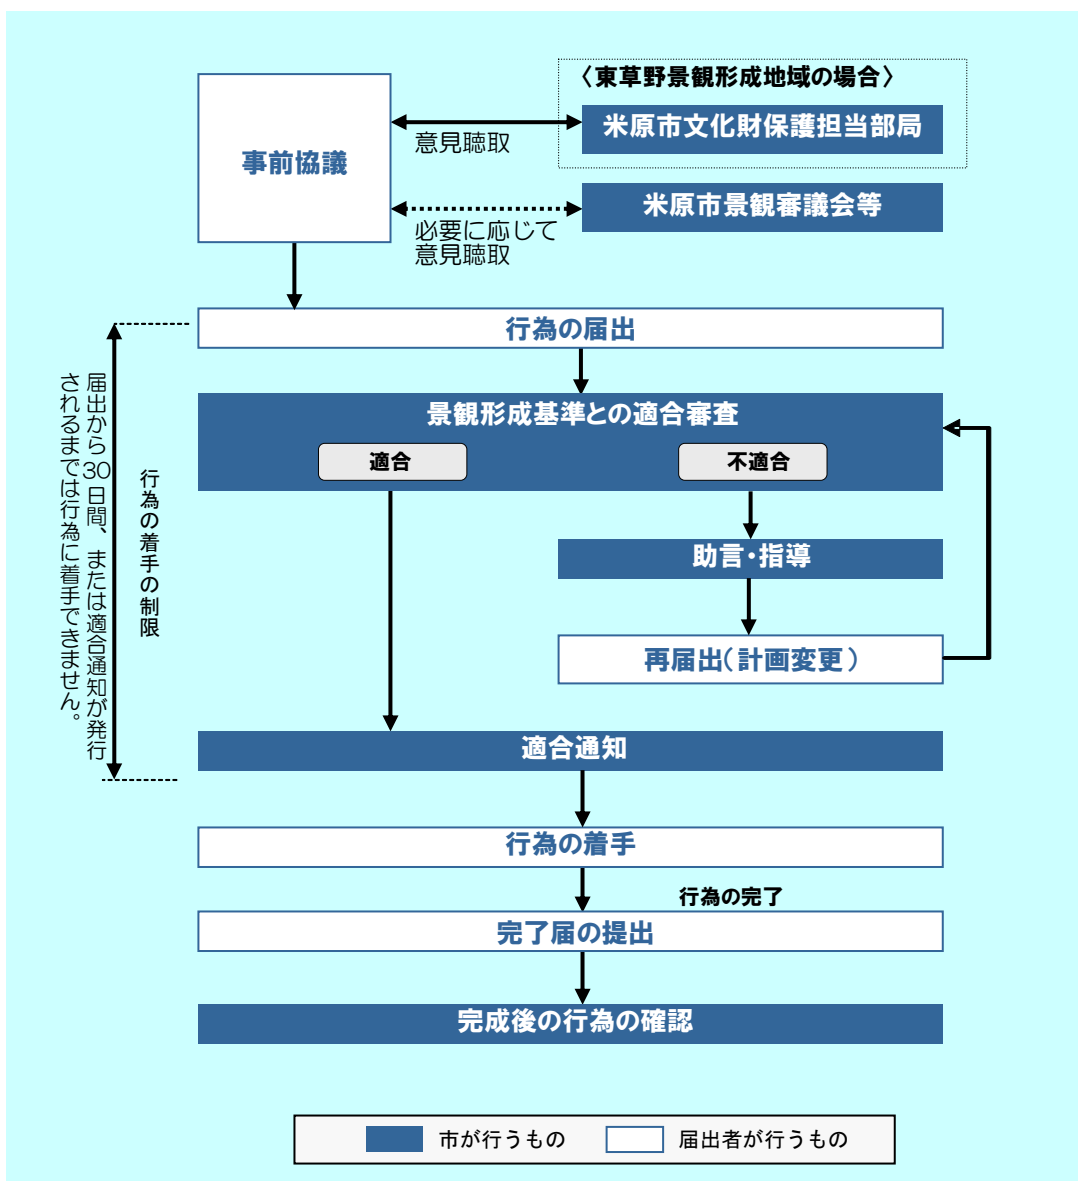 〈東草野景観形成地域の場合〉
米原市文化財保護担当部局
事前協議
意見聴取
米原市景観審議会等
必要に応じて
意見聴取
行為の届出
景観形成基準との適合審査
適合
不適合
助言・指導
再届出(計画変更)
届出から30日間、または適合通知が発行
されるまでは行為に着手できません。
行為の着手の制限
適合通知
行為の着手
行為の完了
完了届の提出
完成後の行為の確認
市が行うもの
届出者が行うもの